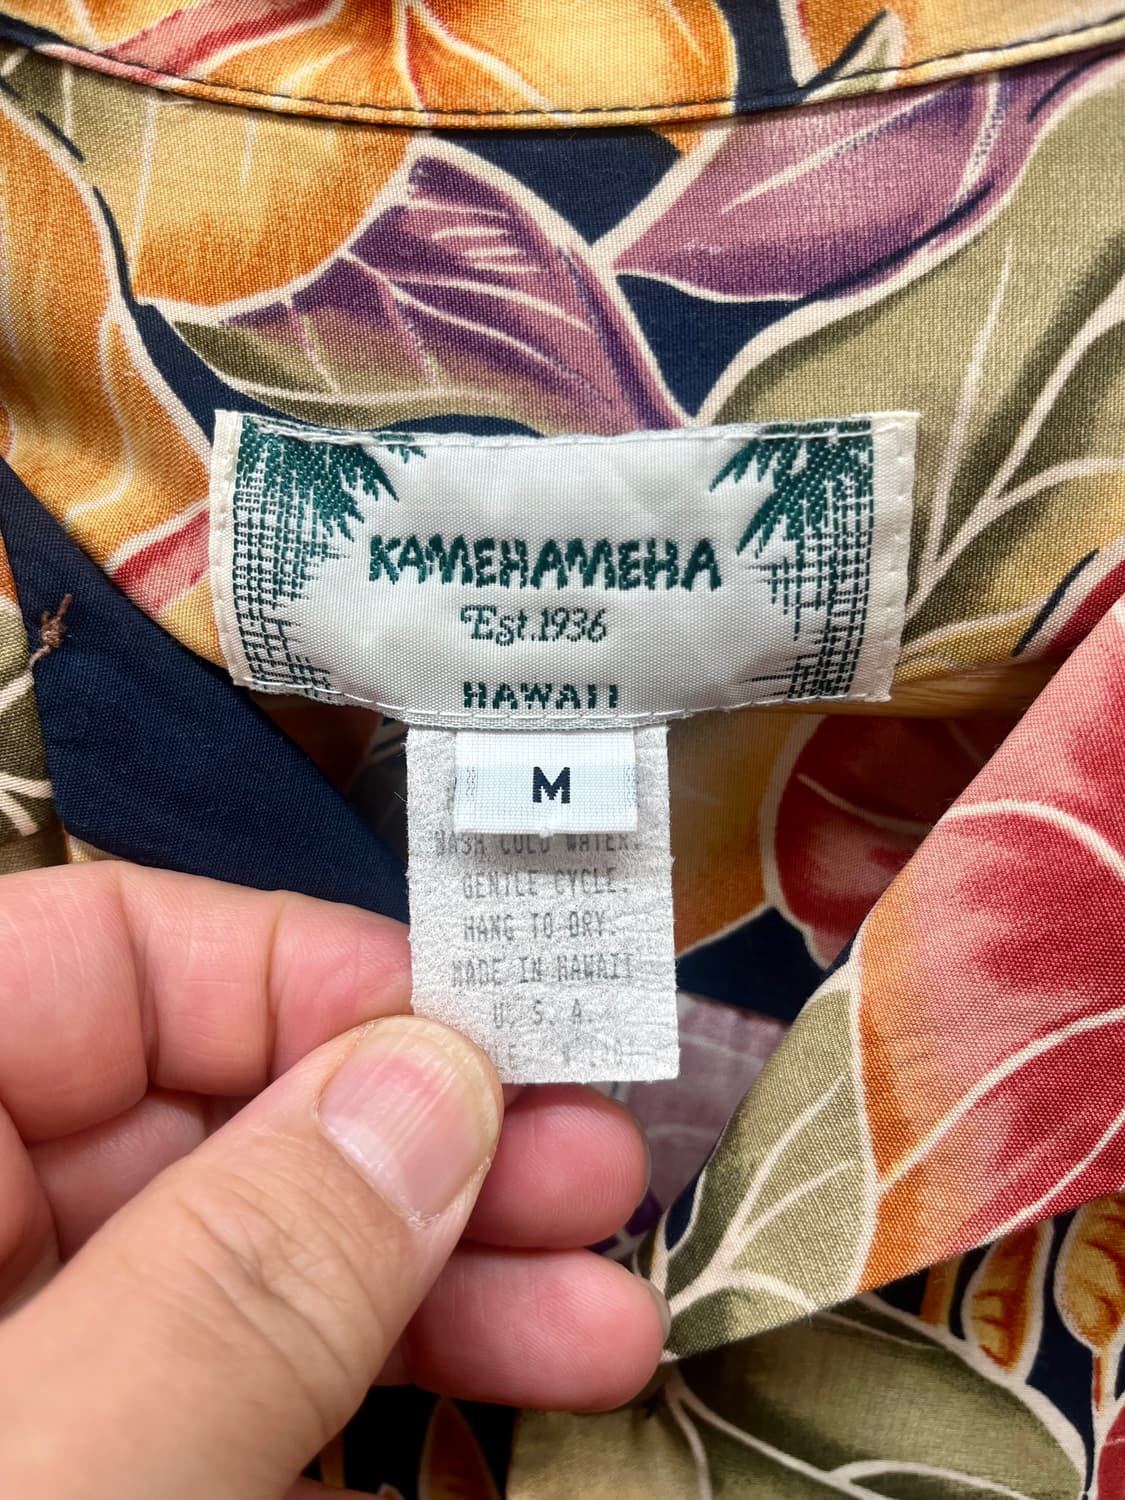 KAMEHAMEHA
Est.1936
HAWAII
M
WASH COLD WATER.
GENTLE CYCLE.
HANG TO DRY.
MADE IN HAWAII
U. S. A.